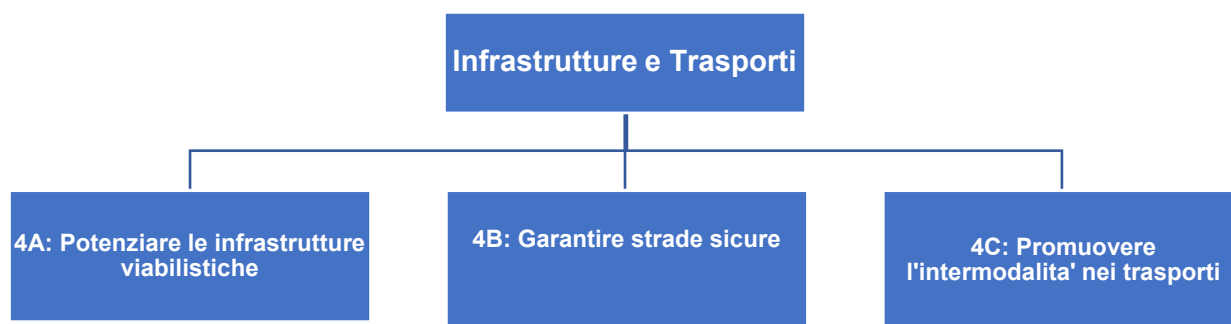 Infrastrutture e Trasporti
4A: Potenziare le infrastrutture
viabilistiche
4B: Garantire strade sicure
4C: Promuovere
l'intermodalita' nei trasporti